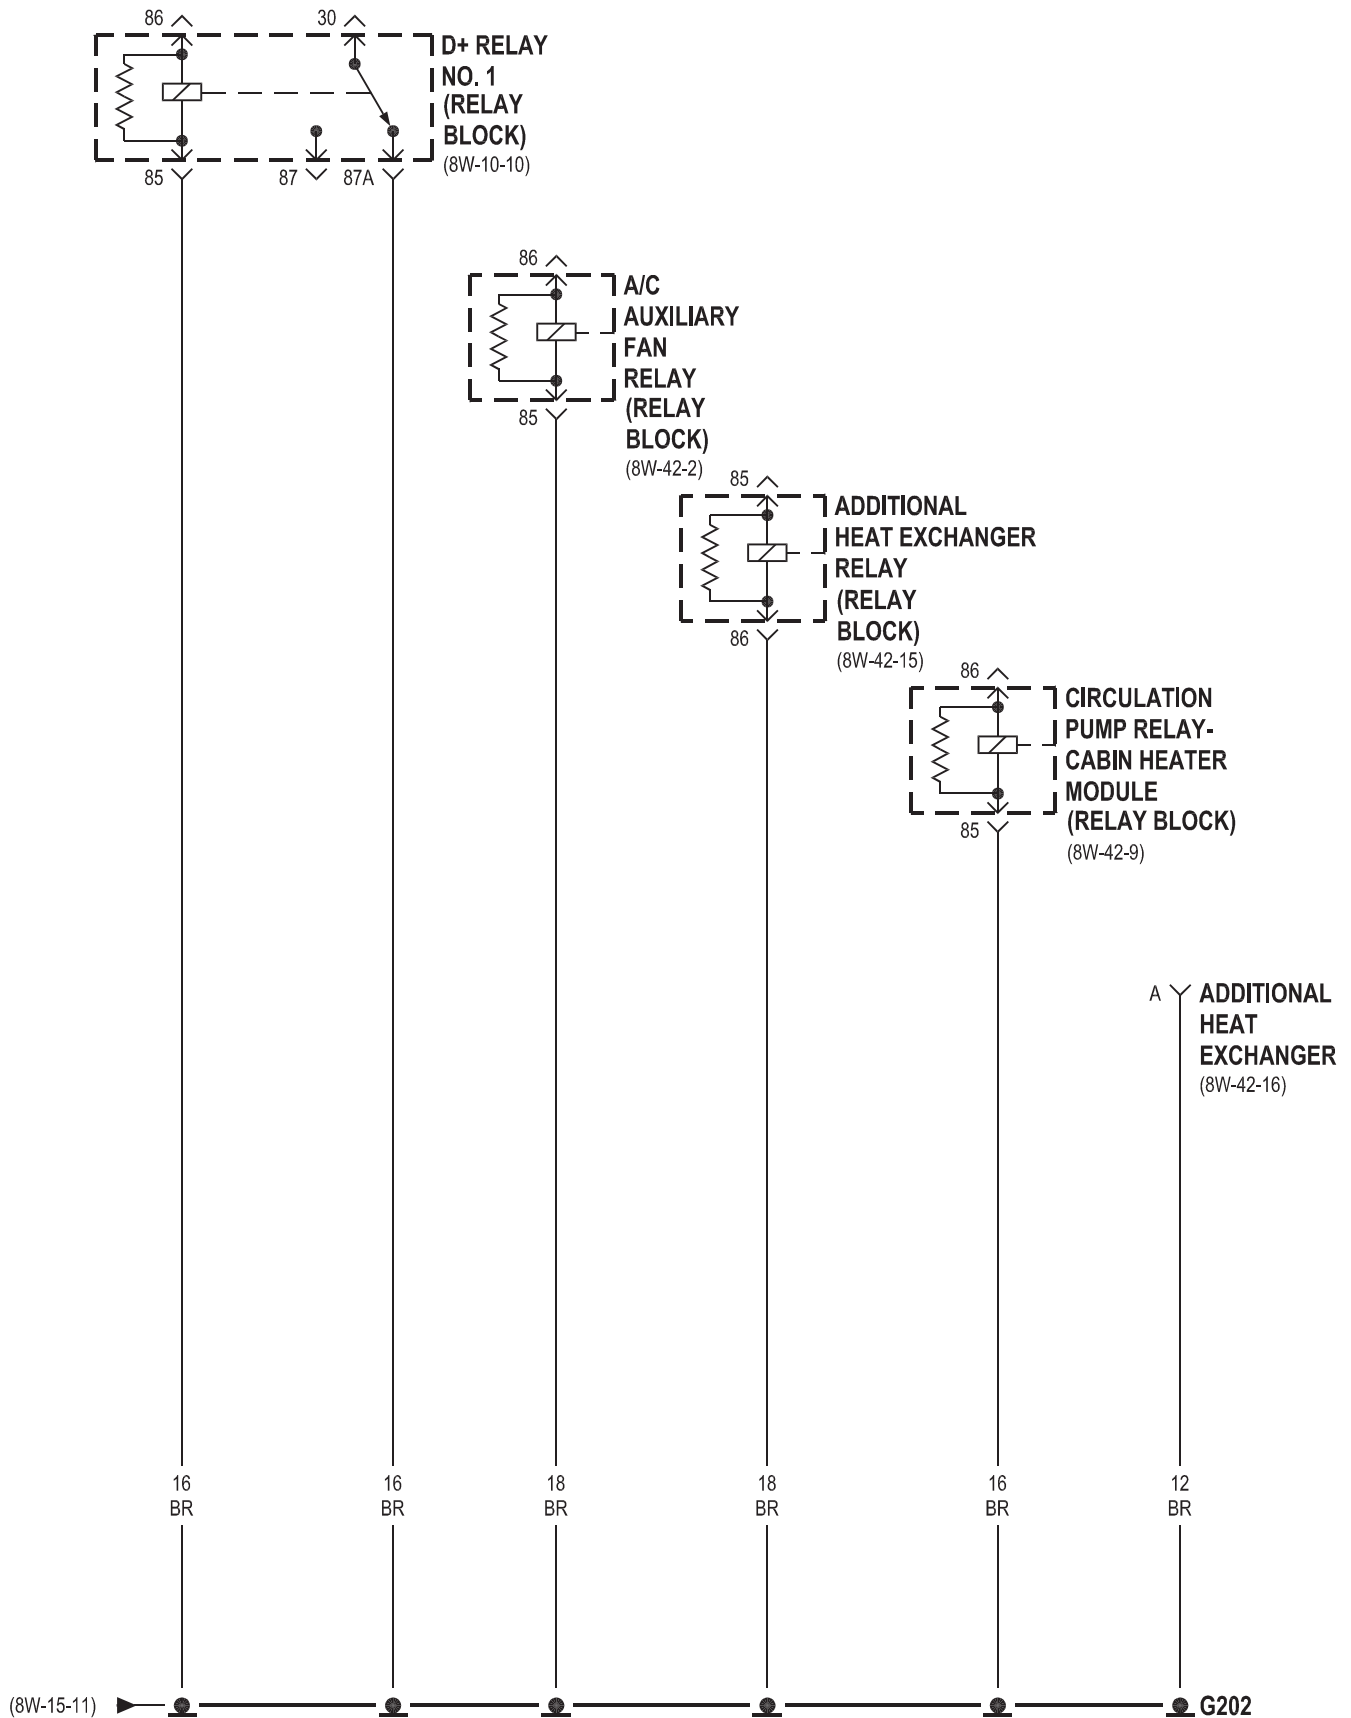 86
30
D+ RELAY
NO. 1
(RELAY
BLOCK)
(8W-10-10)
85
87
87A
86
A/C
AUXILIARY
FAN
RELAY
(RELAY
BLOCK)
(8W-42-2)
85
85
ADDITIONAL
HEAT EXCHANGER
RELAY
(RELAY
BLOCK)
(8W-42-15)
86
86
CIRCULATION
PUMP RELAY-
CABIN HEATER
MODULE
(RELAY BLOCK)
(8W-42-9)
85
A
ADDITIONAL
HEAT
EXCHANGER
(8W-42-16)
16
BR
16
BR
18
BR
18
BR
16
BR
12
BR
(8W-15-11)
G202